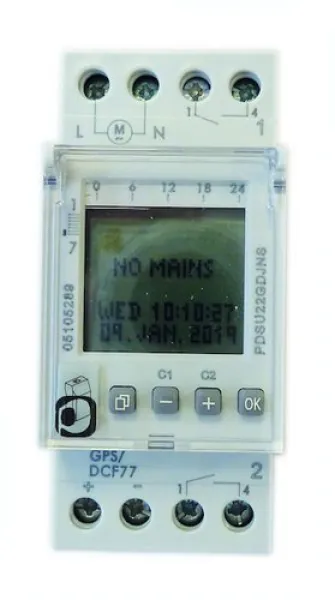 L M N 1 4 1
0 6 12 18 24
1
7
NO MAINS
WED 10:10:27
09. JAN. 2019
05105289
PDSU22GDJNS
C1 C2
- + OK
GPS/
DCF77
+ - 1 4 2